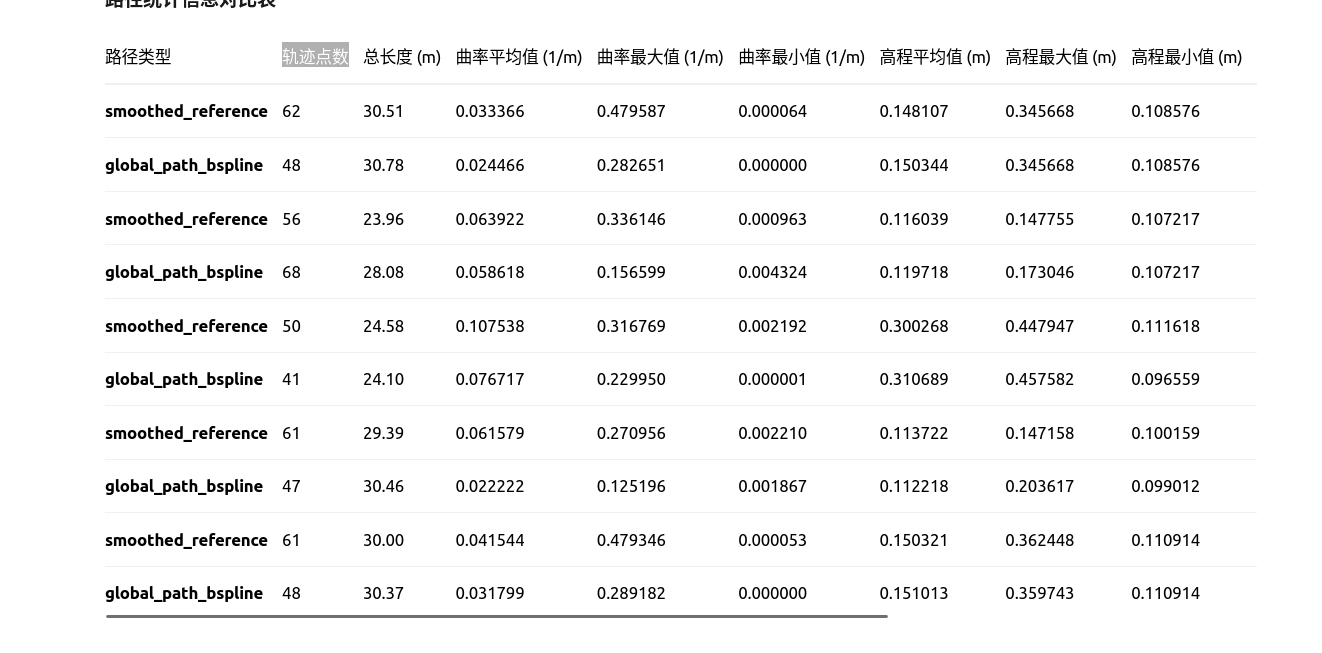 路径统计信息对比表
路径类型 轨迹点数 总长度 (m) 曲率平均值 (1/m) 曲率最大值 (1/m) 曲率最小值 (1/m) 高程平均值 (m) 高程最大值 (m) 高程最小值 (m)
smoothed_reference 62 30.51 0.033366 0.479587 0.000064 0.148107 0.345668 0.108576
global_path_bspline 48 30.78 0.024466 0.282651 0.000000 0.150344 0.345668 0.108576
smoothed_reference 56 23.96 0.063922 0.336146 0.000963 0.116039 0.147755 0.107217
global_path_bspline 68 28.08 0.058618 0.156599 0.004324 0.119718 0.173046 0.107217
smoothed_reference 50 24.58 0.107538 0.316769 0.002192 0.300268 0.447947 0.111618
global_path_bspline 41 24.10 0.076717 0.229950 0.000001 0.310689 0.457582 0.096559
smoothed_reference 61 29.39 0.061579 0.270956 0.002210 0.113722 0.147158 0.100159
global_path_bspline 47 30.46 0.022222 0.125196 0.001867 0.112218 0.203617 0.099012
smoothed_reference 61 30.00 0.041544 0.479346 0.000053 0.150321 0.362448 0.110914
global_path_bspline 48 30.37 0.031799 0.289182 0.000000 0.151013 0.359743 0.110914